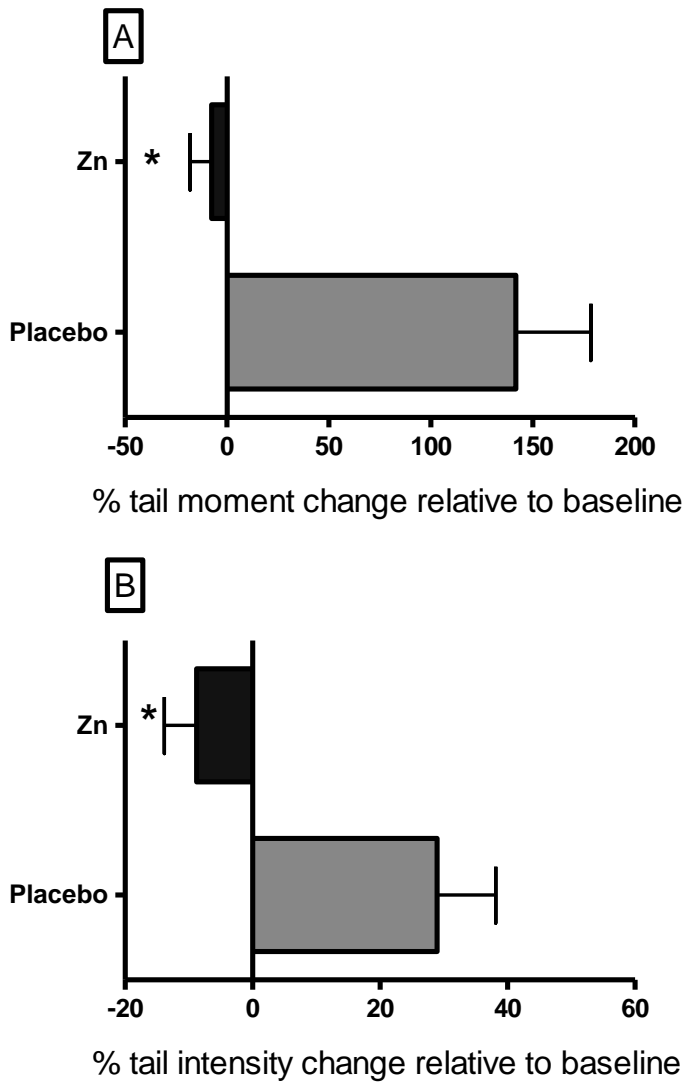 A
Zn
*
Placebo
-50 0 50 100 150 200
% tail moment change relative to baseline
B
Zn
*
Placebo
-20 0 20 40 60
% tail intensity change relative to baseline